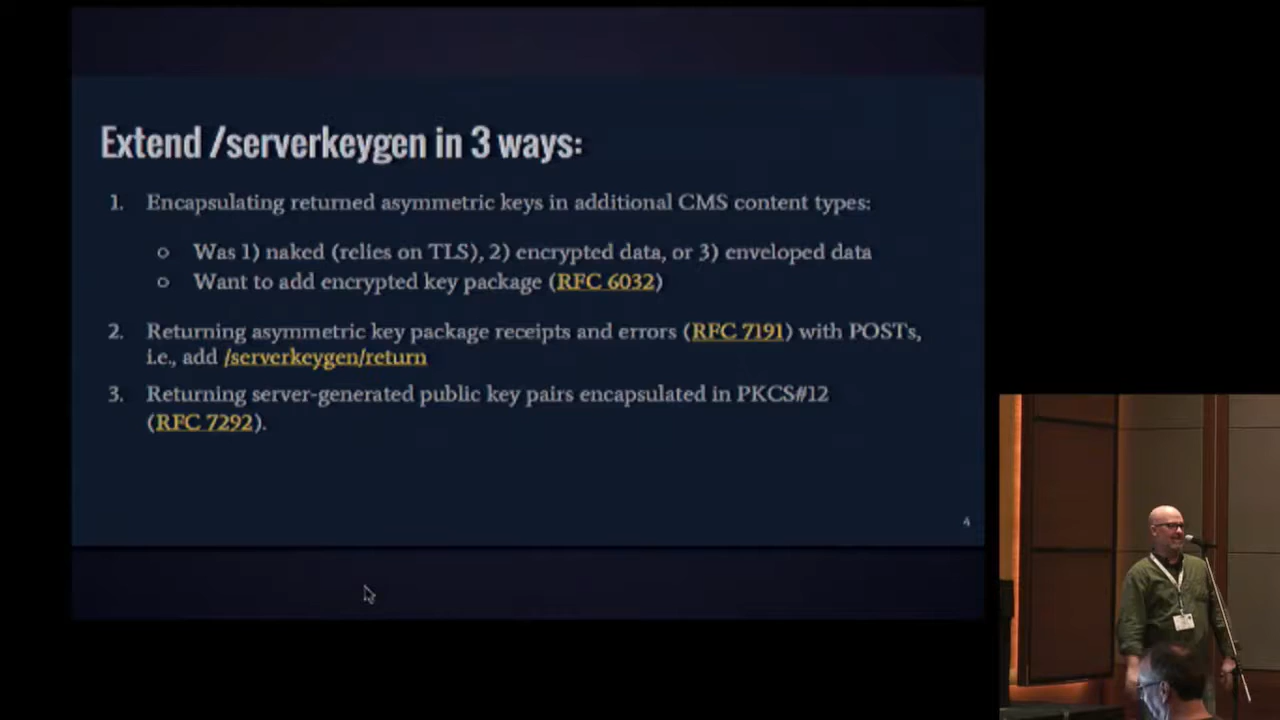 Extend /serverkeygen in 3 ways:
1. Encapsulating returned asymmetric keys in additional CMS content types:
○ Was 1) naked (relies on TLS), 2) encrypted data, or 3) enveloped data
○ Want to add encrypted key package (RFC 6032)
2. Returning asymmetric key package receipts and errors (RFC 7191) with POSTs,
i.e., add /serverkeygen/return
3. Returning server-generated public key pairs encapsulated in PKCS#12
(RFC 7292).
4